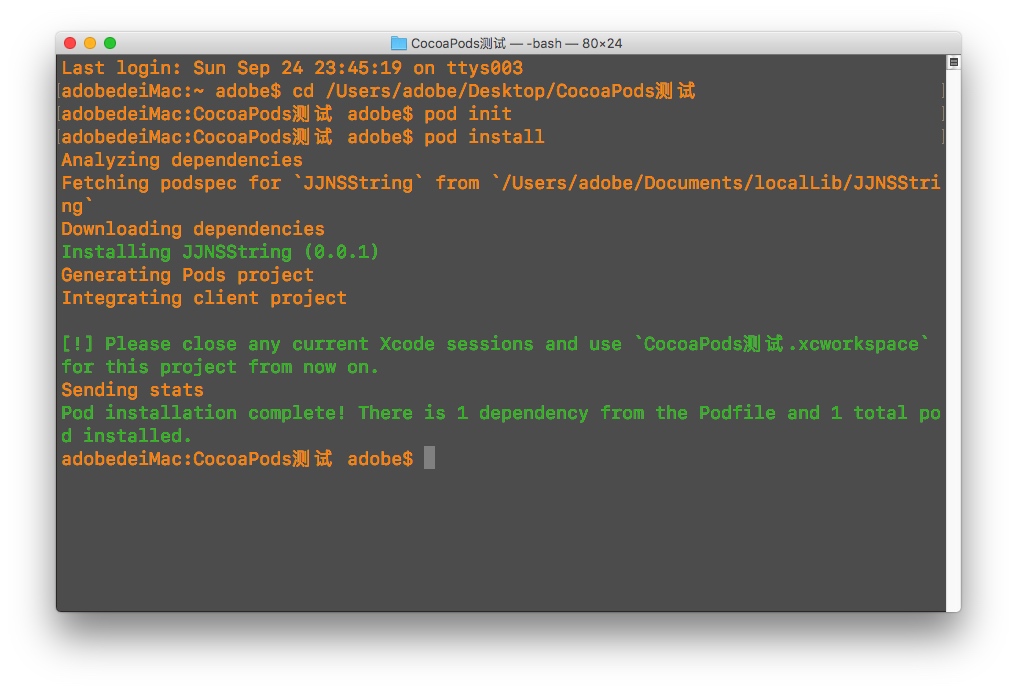 CocoaPods测试 — -bash — 80×24
Last login: Sun Sep 24 23:45:19 on ttys003
[adobedeiMac:~ adobe$ cd /Users/adobe/Desktop/CocoaPods测试 ]
[adobedeiMac:CocoaPods测试 adobe$ pod init ]
[adobedeiMac:CocoaPods测试 adobe$ pod install ]
Analyzing dependencies
Fetching podspec for `JJNSString` from `/Users/adobe/Documents/localLib/JJNSStri
ng`
Downloading dependencies
Installing JJNSString (0.0.1)
Generating Pods project
Integrating client project
[!] Please close any current Xcode sessions and use `CocoaPods测试.xcworkspace`
for this project from now on.
Sending stats
Pod installation complete! There is 1 dependency from the Podfile and 1 total po
d installed.
adobedeiMac:CocoaPods测试 adobe$